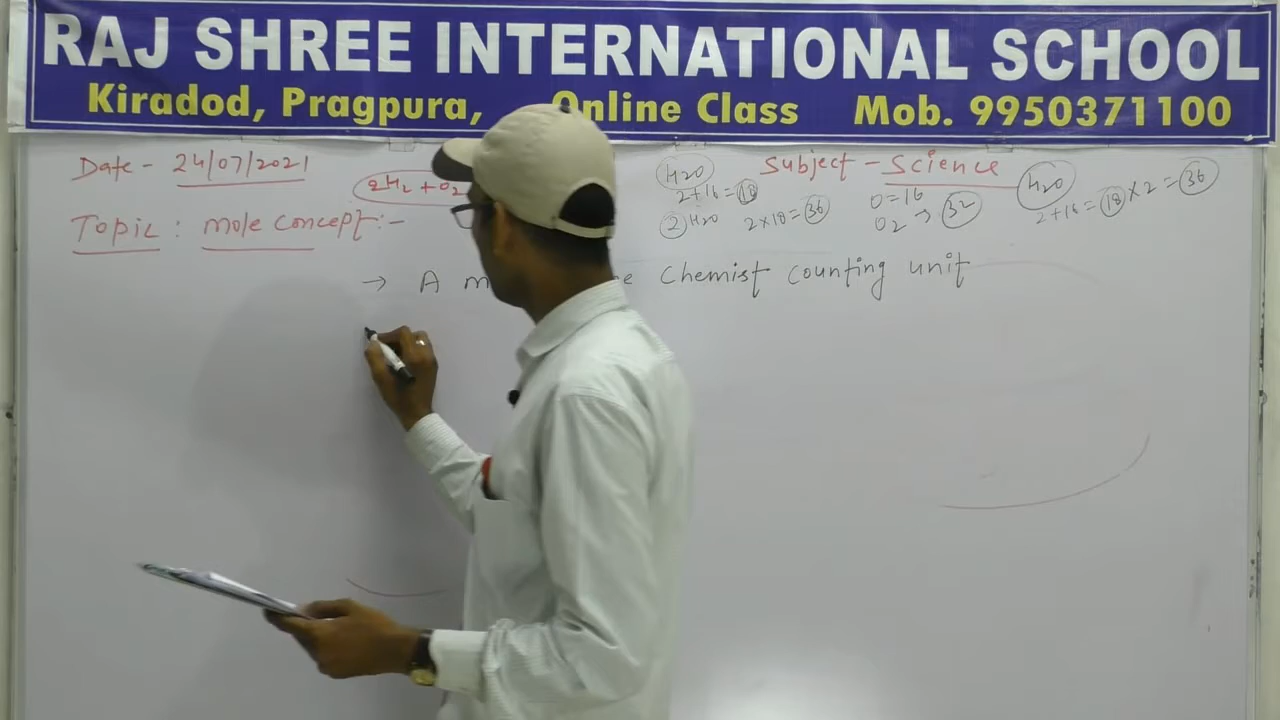 RAJ SHREE INTERNATIONAL SCHOOL
Kiradod, Pragpura, Online Class Mob. 9950371100
Date - 24/07/2021
2H2 + O2
H2O
2+16=18
2 H2O 2×18=36
Subject - Science
O=16
O2 → 32
H2O
2+16=18×2=36
Topic : Mole Concept:-
→ A Chemist Counting unit